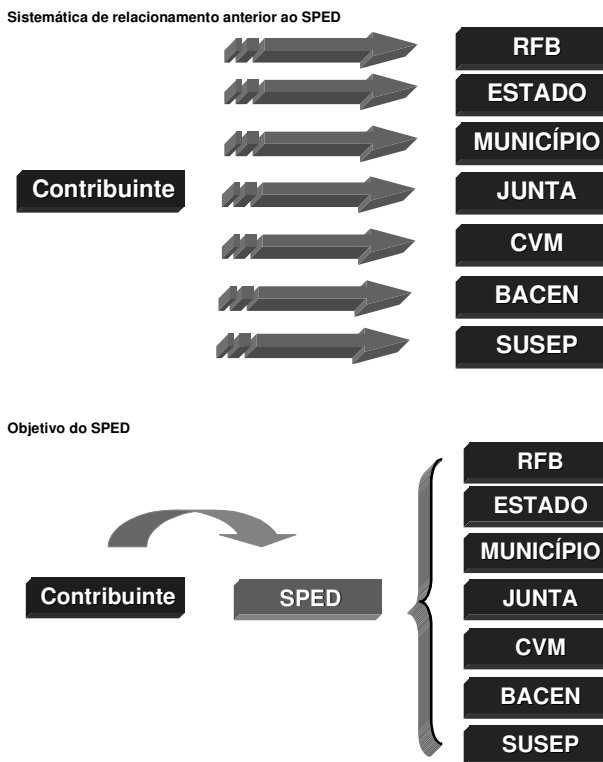 Sistemática de relacionamento anterior ao SPED
RFB
ESTADO
MUNICÍPIO
Contribuinte
JUNTA
CVM
BACEN
SUSEP
Objetivo do SPED
RFB
ESTADO
MUNICÍPIO
Contribuinte
SPED
JUNTA
CVM
BACEN
SUSEP